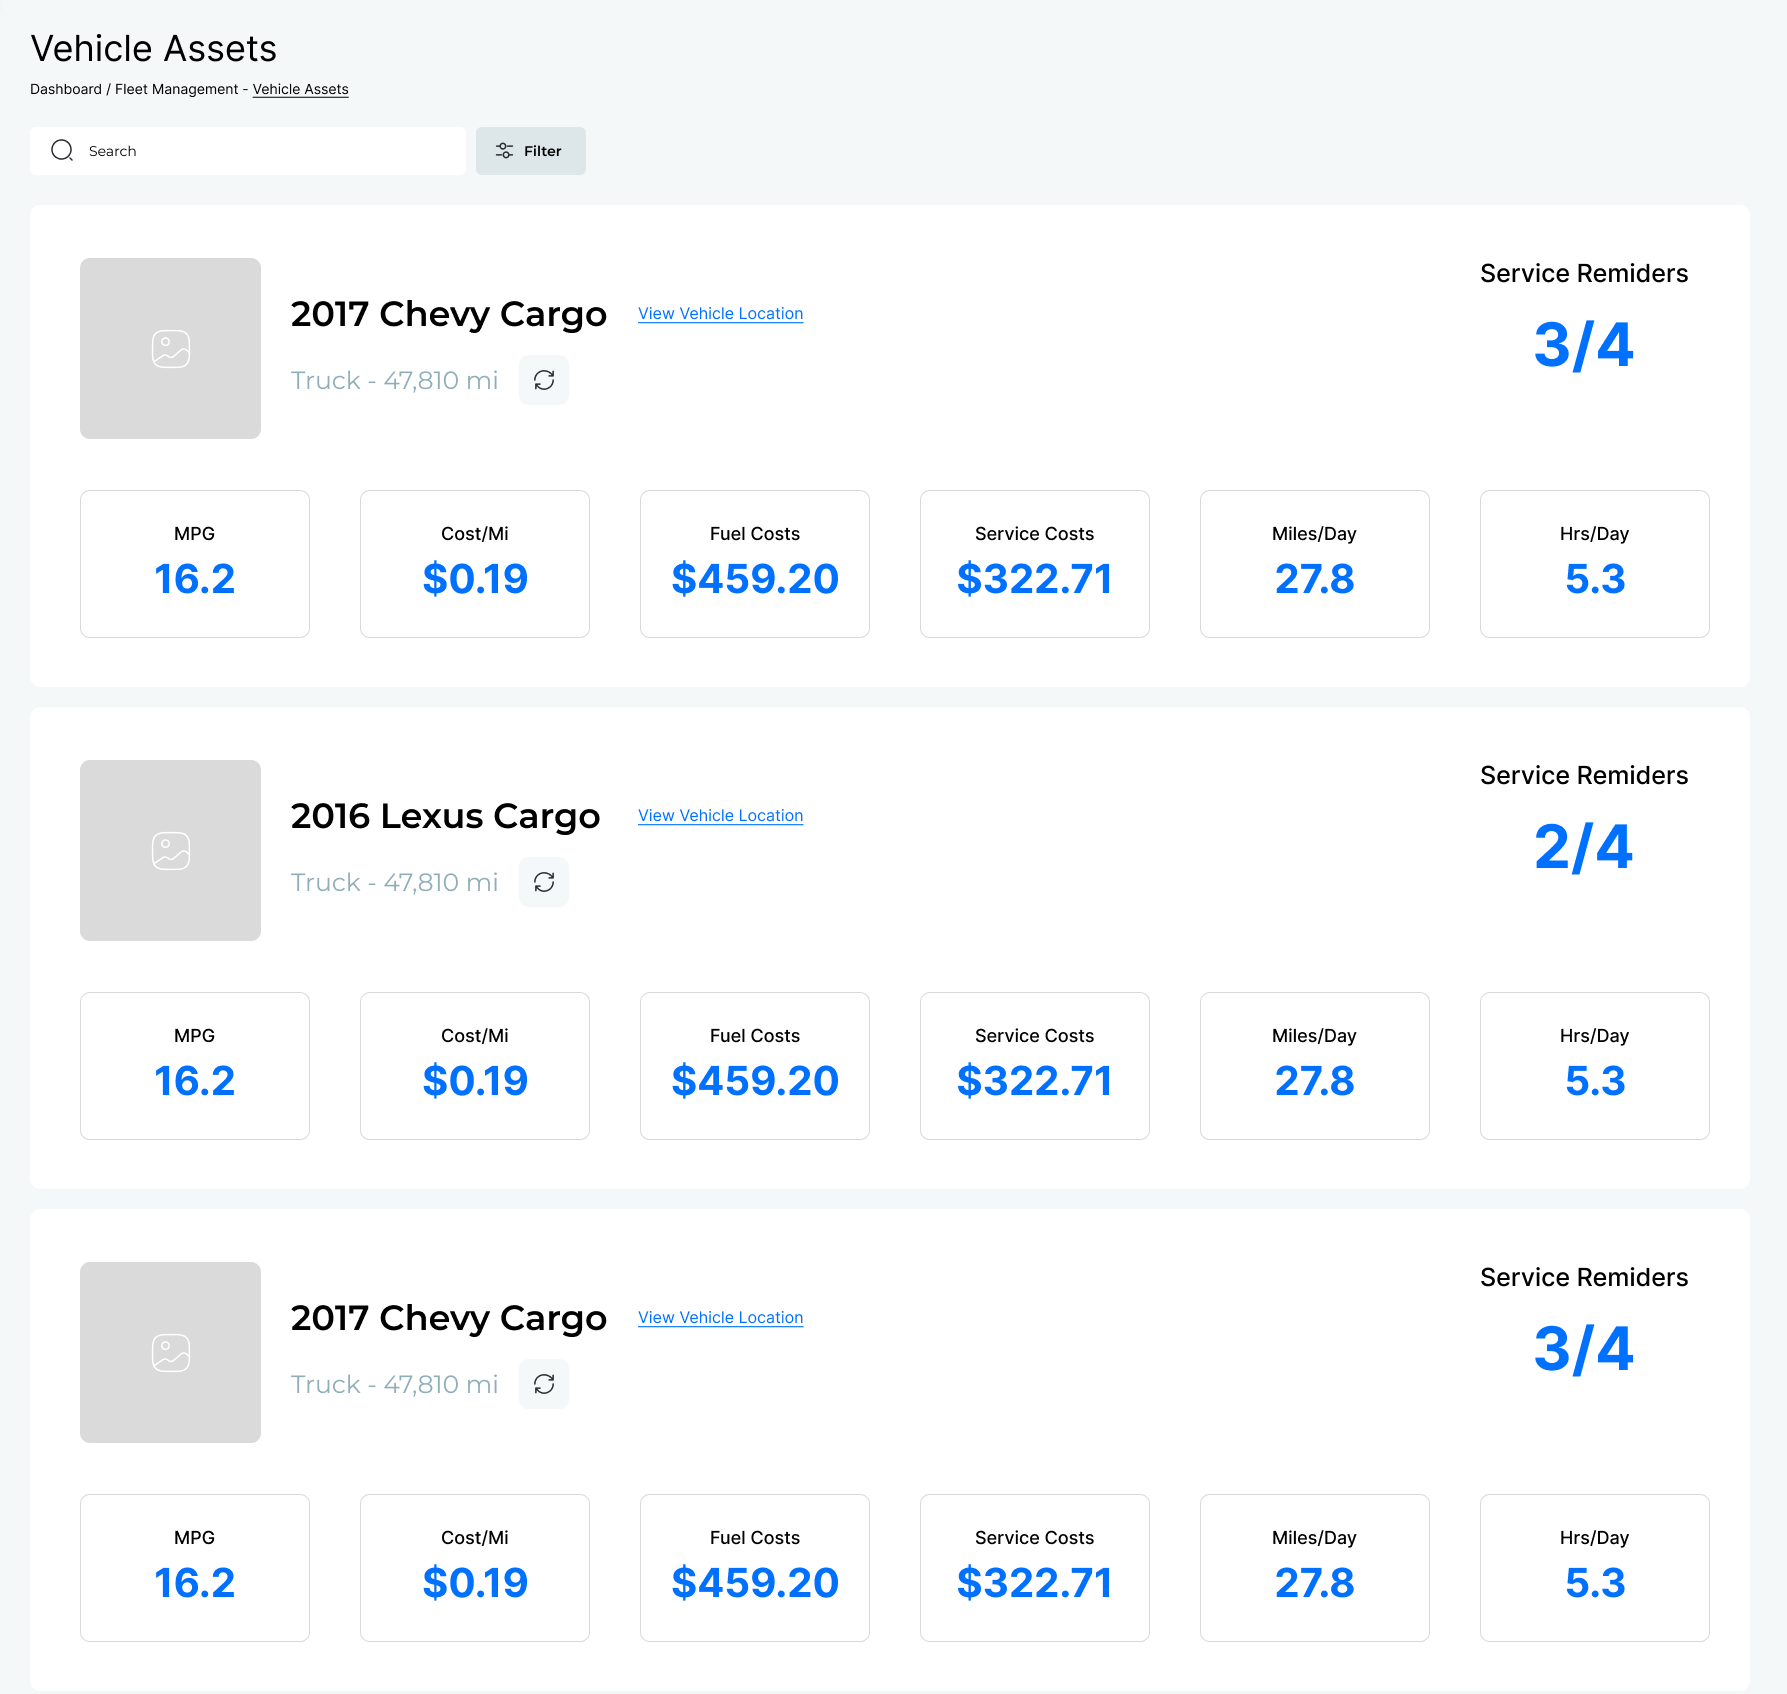 Vehicle Assets
Dashboard / Fleet Management - Vehicle Assets
Search
Filter
2017 Chevy Cargo
View Vehicle Location
Truck - 47,810 mi
Service Remiders
3/4
MPG
16.2
Cost/Mi
$0.19
Fuel Costs
$459.20
Service Costs
$322.71
Miles/Day
27.8
Hrs/Day
5.3
2016 Lexus Cargo
View Vehicle Location
Truck - 47,810 mi
Service Remiders
2/4
MPG
16.2
Cost/Mi
$0.19
Fuel Costs
$459.20
Service Costs
$322.71
Miles/Day
27.8
Hrs/Day
5.3
2017 Chevy Cargo
View Vehicle Location
Truck - 47,810 mi
Service Remiders
3/4
MPG
16.2
Cost/Mi
$0.19
Fuel Costs
$459.20
Service Costs
$322.71
Miles/Day
27.8
Hrs/Day
5.3